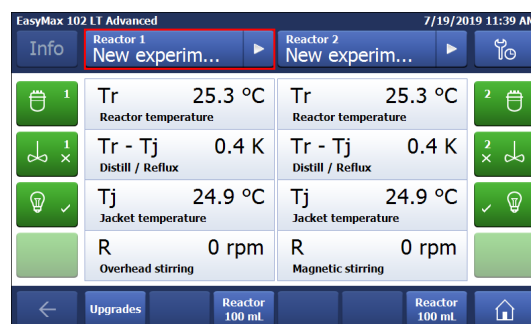 EasyMax 102 LT Advanced 7/19/2019 11:39 AM
Info
Reactor 1
New experim...
Reactor 2
New experim...
1
Tr 25.3 °C
Reactor temperature
Tr 25.3 °C
Reactor temperature
2
1
Tr - Tj 0.4 K
Distill / Reflux
Tr - Tj 0.4 K
Distill / Reflux
2
Tj 24.9 °C
Jacket temperature
Tj 24.9 °C
Jacket temperature
R 0 rpm
Overhead stirring
R 0 rpm
Magnetic stirring
Upgrades
Reactor
100 mL
Reactor
100 mL